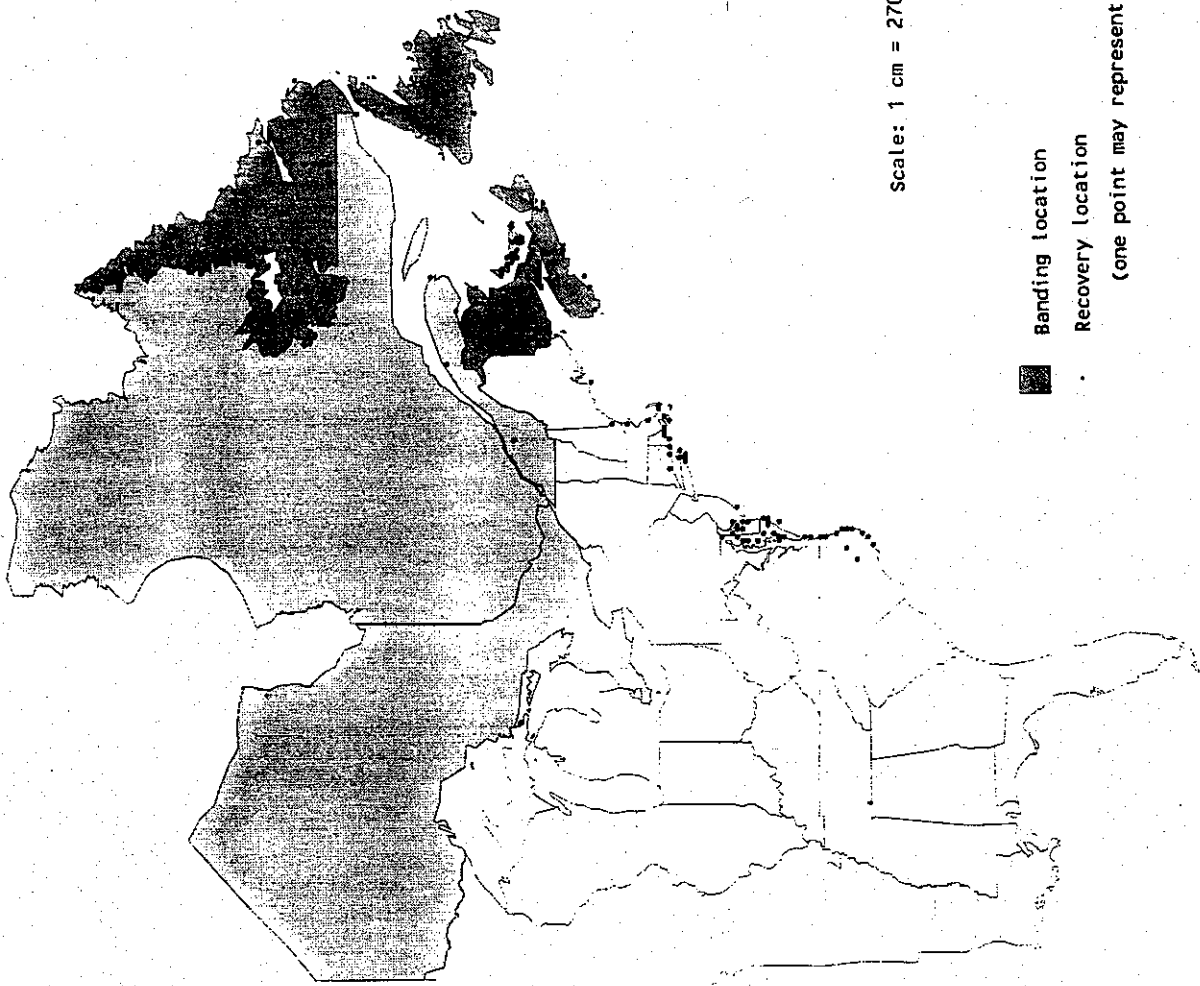 Scale: 1 cm = 270
Banding location
Recovery location
(one point may represent